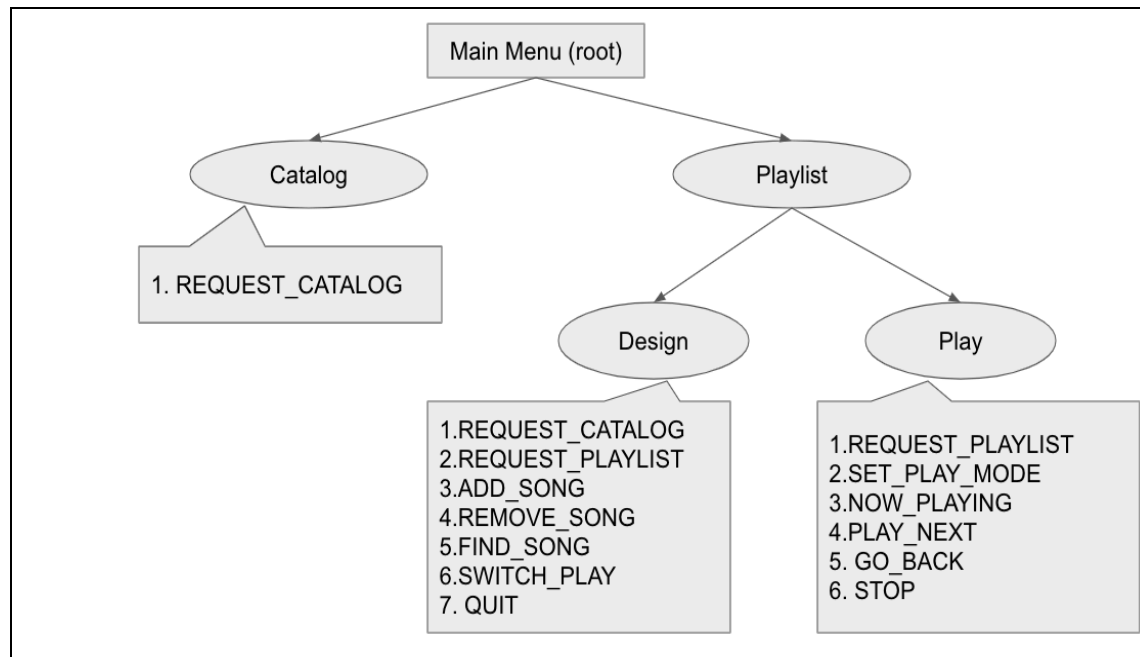 Main Menu (root)
Catalog
Playlist
1. REQUEST_CATALOG
Design
Play
1.REQUEST_CATALOG
2.REQUEST_PLAYLIST
3.ADD_SONG
4.REMOVE_SONG
5.FIND_SONG
6.SWITCH_PLAY
7. QUIT
1.REQUEST_PLAYLIST
2.SET_PLAY_MODE
3.NOW_PLAYING
4.PLAY_NEXT
5. GO_BACK
6. STOP